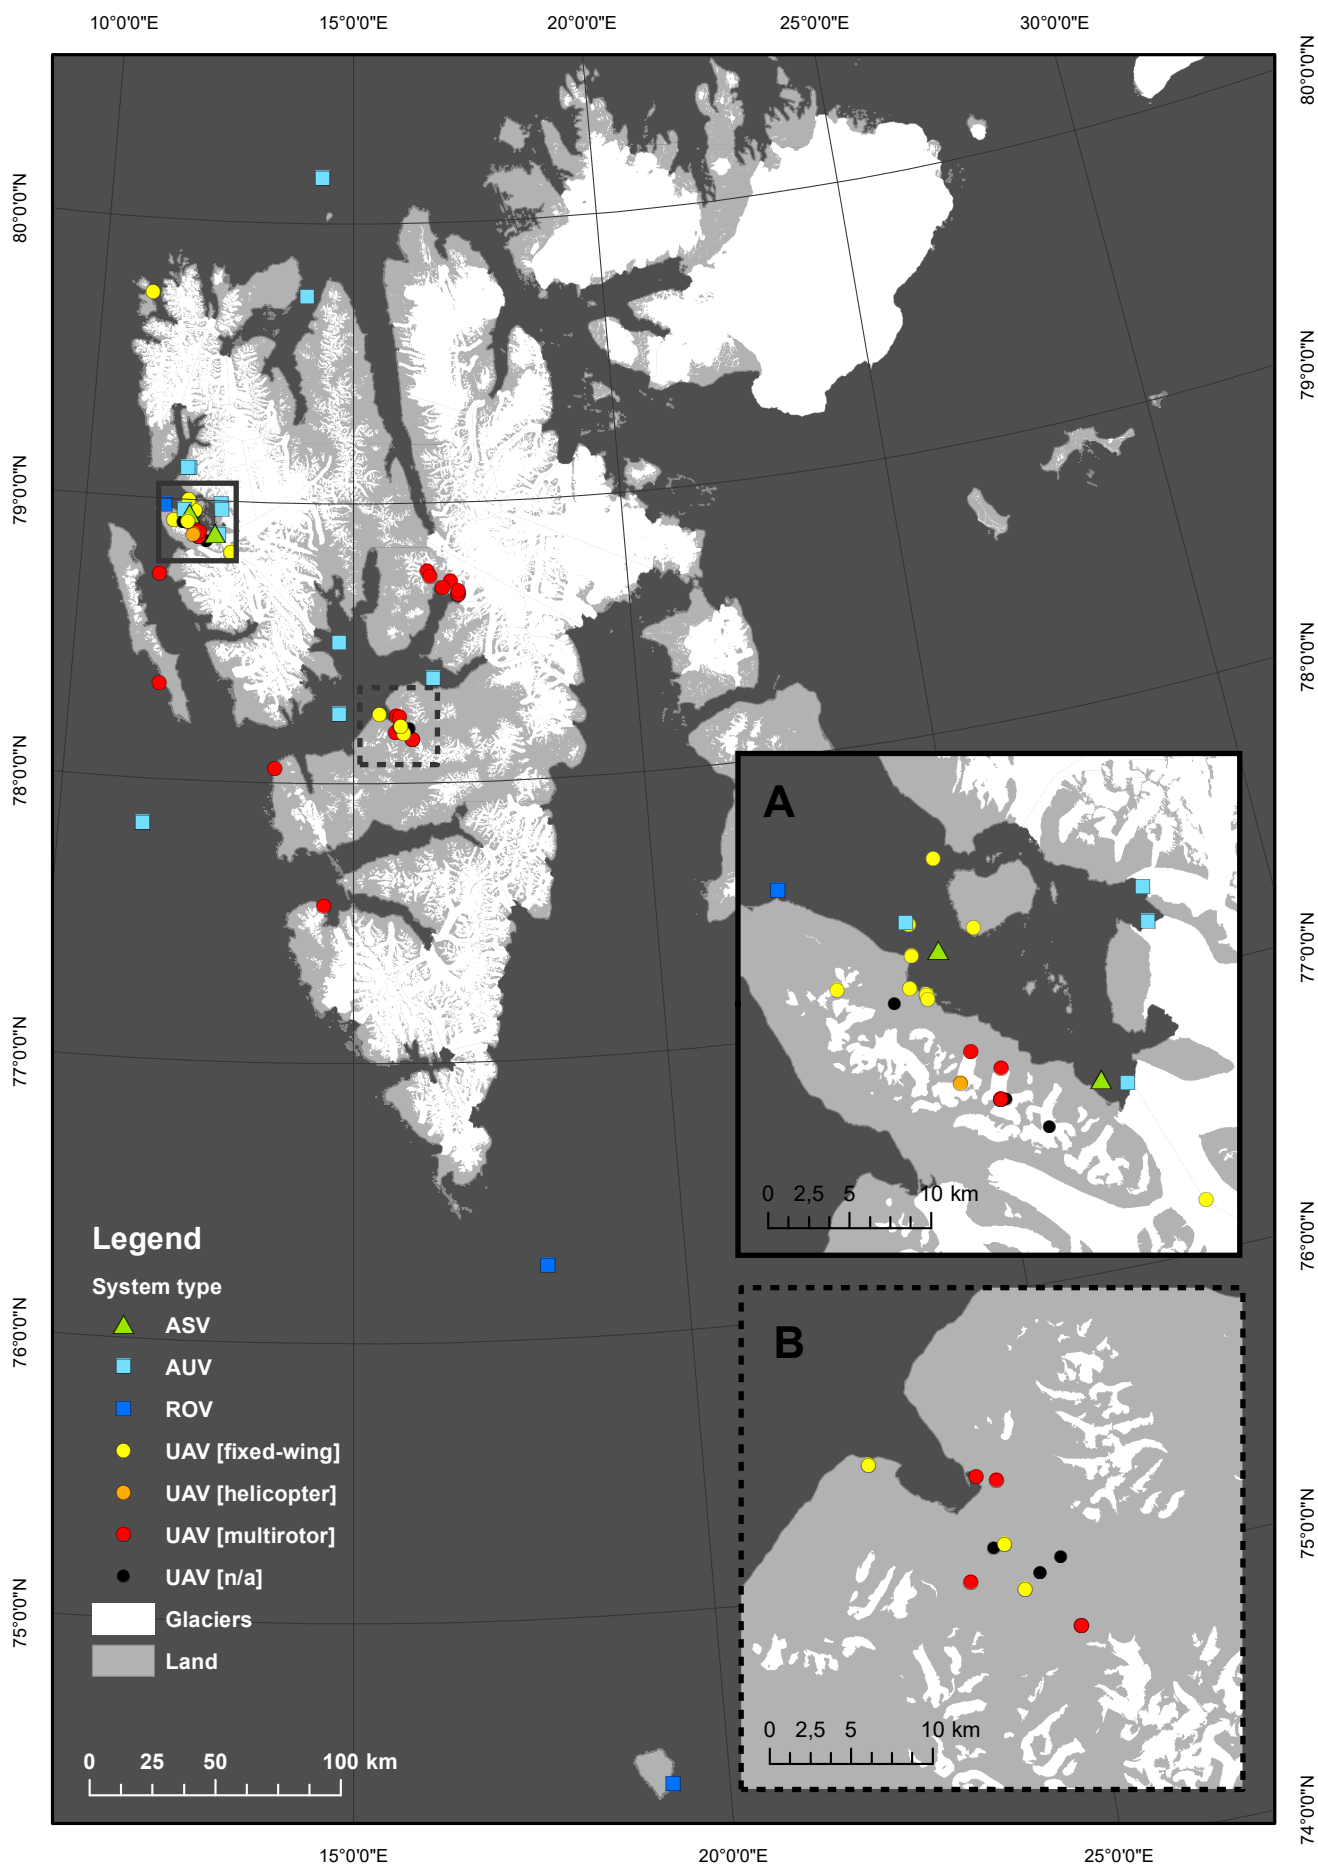 10°0'0"E 15°0'0"E 20°0'0"E 25°0'0"E 30°0'0"E
80°0'0"N
79°0'0"N
78°0'0"N
77°0'0"N
76°0'0"N
75°0'0"N
80°0'0"N
79°0'0"N
78°0'0"N
77°0'0"N
76°0'0"N
75°0'0"N
74°0'0"N
A
0 2,5 5 10 km
B
0 2,5 5 10 km
Legend
System type
ASV
AUV
ROV
UAV [fixed-wing]
UAV [helicopter]
UAV [multirotor]
UAV [n/a]
Glaciers
Land
0 25 50 100 km
15°0'0"E 20°0'0"E 25°0'0"E